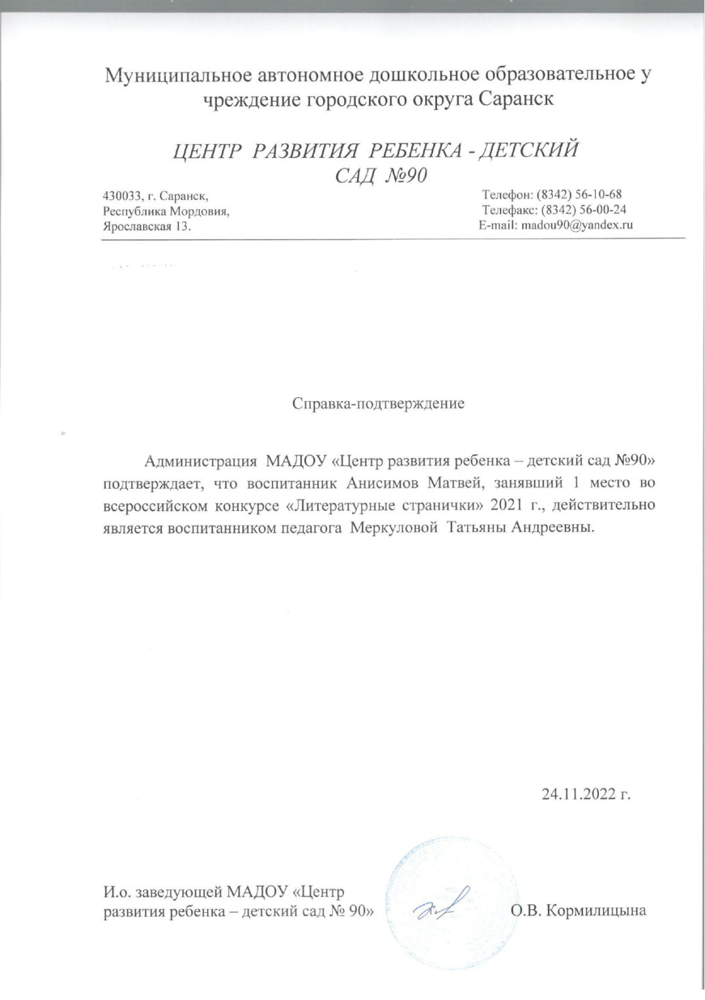 Муниципальное автономное дошкольное образовательное у
чреждение городского округа Саранск
ЦЕНТР РАЗВИТИЯ РЕБЕНКА - ДЕТСКИЙ
САД №90
430033, г. Саранск,
Республика Мордовия,
Ярославская 13.
Телефон: (8342) 56-10-68
Телефакс: (8342) 56-00-24
E-mail: madou90@yandex.ru
Справка-подтверждение
Администрация МАДОУ «Центр развития ребенка – детский сад №90»
подтверждает, что воспитанник Анисимов Матвей, занявший 1 место во
всероссийском конкурсе «Литературные странички» 2021 г., действительно
является воспитанником педагога Меркуловой Татьяны Андреевны.
24.11.2022 г.
И.о. заведующей МАДОУ «Центр
развития ребенка – детский сад № 90»
О.В. Кормилицына